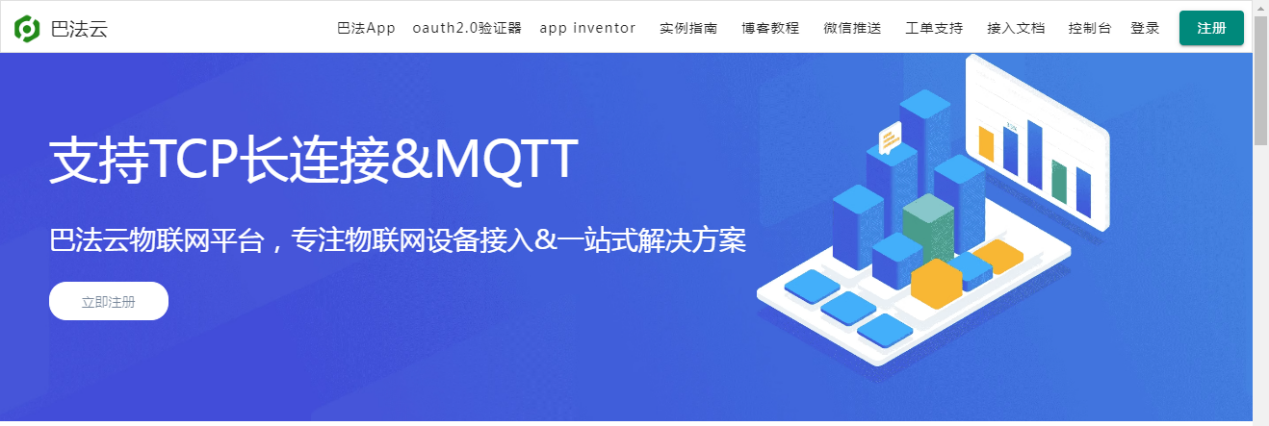 巴法云
巴法App oauth2.0验证器 app inventor 实例指南 博客教程 微信推送 工单支持 接入文档 控制台 登录 注册
支持TCP长连接&MQTT
巴法云物联网平台，专注物联网设备接入&一站式解决方案
立即注册